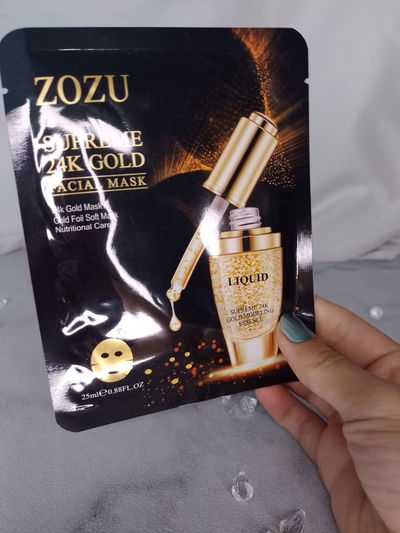 ZOZU
SUPREME
24K GOLD
FACIAL MASK
24k Gold Mask
Gold Foil Soft Mask
Nutritional Care
LIQUID
SUPREME 24K
GOLD MODELING
ESSENCE
25ml℮0.88FL.OZ